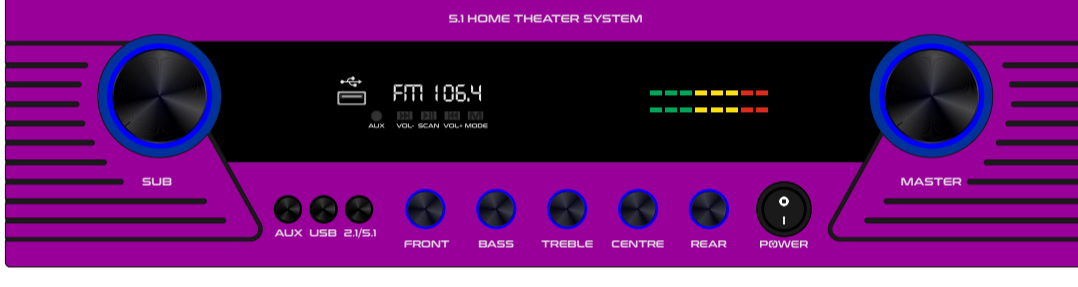 5.1 HOME THEATER SYSTEM
FM 106.4
AUX VOL- SCAN VOL+ MODE
M
SUB
MASTER
AUX USB 2.1/5.1
FRONT BASS TREBLE CENTRE REAR POWER